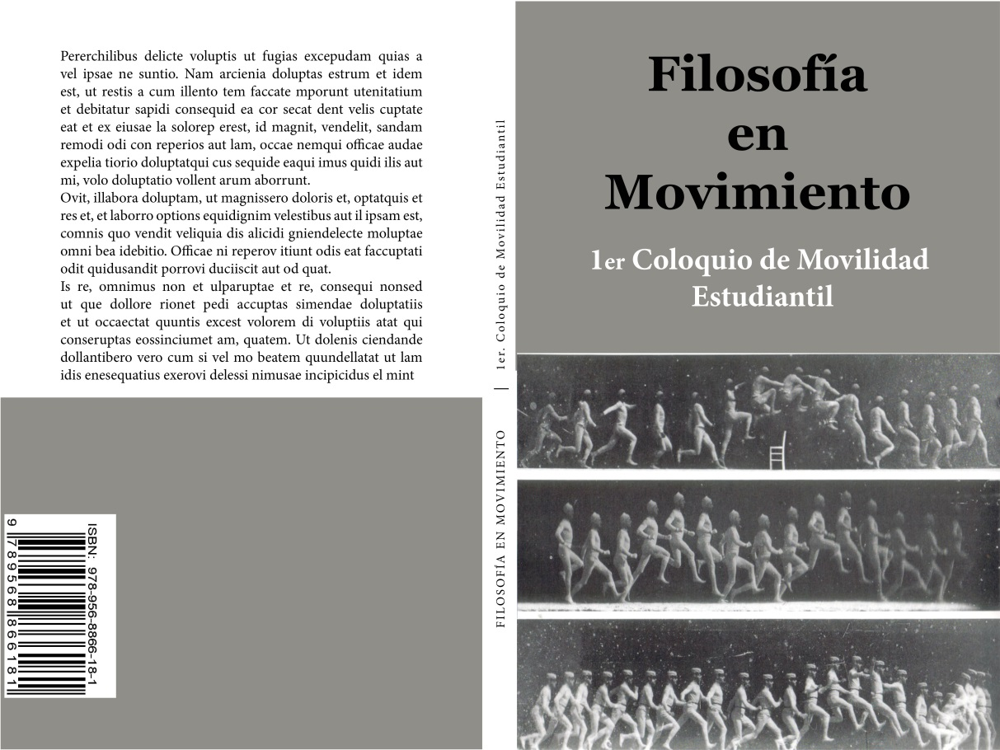 Pererchilibus delicte voluptis ut fugias excepudam quias a
vel ipsae ne suntio. Nam arcienia doluptas estrum et idem
est, ut restis a cum illento tem faccate mporunt utenitatium
et debitatur sapidi consequid ea cor secat dent velis cuptate
eat et ex eiusae la solorep erest, id magnit, vendelit, sandam
remodi odi con reperios aut lam, occae nemqui officae audae
expelia tiorio doluptatqui cus sequide eaqui imus quidi ilis aut
mi, volo doluptatio vollent arum aborrunt.
Ovit, illabora doluptam, ut magnissero doloris et, optatquis et
res et, et laborro options equidignim velestibus aut il ipsam est,
comnis quo vendit veliquia dis alicidi gniendelecte moluptae
omni bea idebitio. Officae ni reperov itiunt odis eat faccuptati
odit quidusandit porrovi duciiscit aut od quat.
Is re, omnimus non et ulparuptae et re, consequi nonsed
ut que dollore rionet pedi accuptas simendae doluptatiis
et ut occaectat quuntis excest volorem di voluptiis atat qui
conseruptas eossinciumet am, quatem. Ut dolenis ciendande
dollantibero vero cum si vel mo beatem quundellatat ut lam
idis enesequatius exerovi delessi nimusae incipicidus el mint
ISBN: 978-956-8866-18-1
9 789568 866181
FILOSOFÍA EN MOVIMIENTO | 1er. Coloquio de Movilidad Estudiantil
Filosofía
en
Movimiento
1er Coloquio de Movilidad
Estudiantil